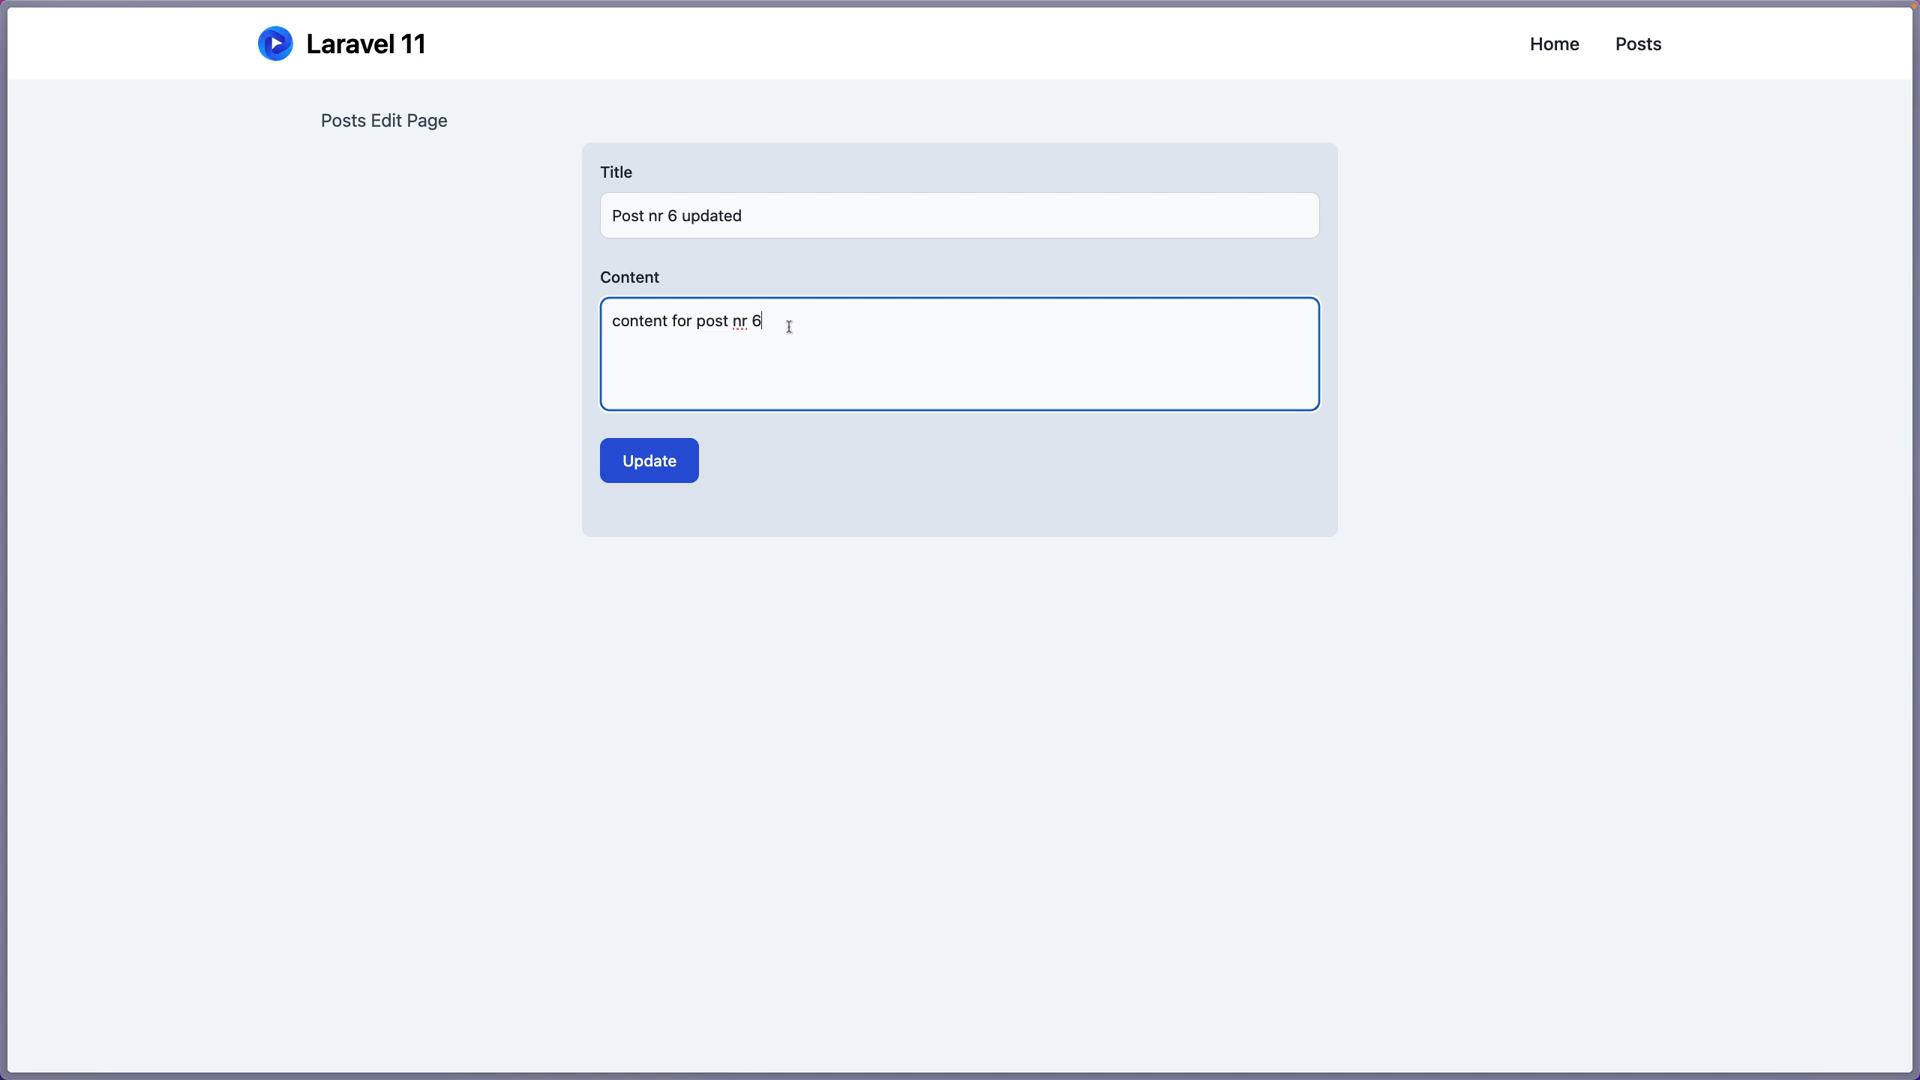 Laravel 11
Home
Posts
Posts Edit Page
Title
Post nr 6 updated
Content
content for post nr 6
Update